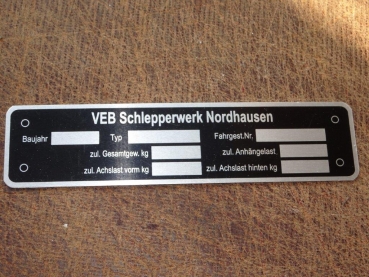 VEB Schlepperwerk Nordhausen
Baujahr Typ Fahrgest.Nr.
zul. Gesamtgew. kg zul. Anhängelast
zul. Achslast vorm kg zul. Achslast hinten kg